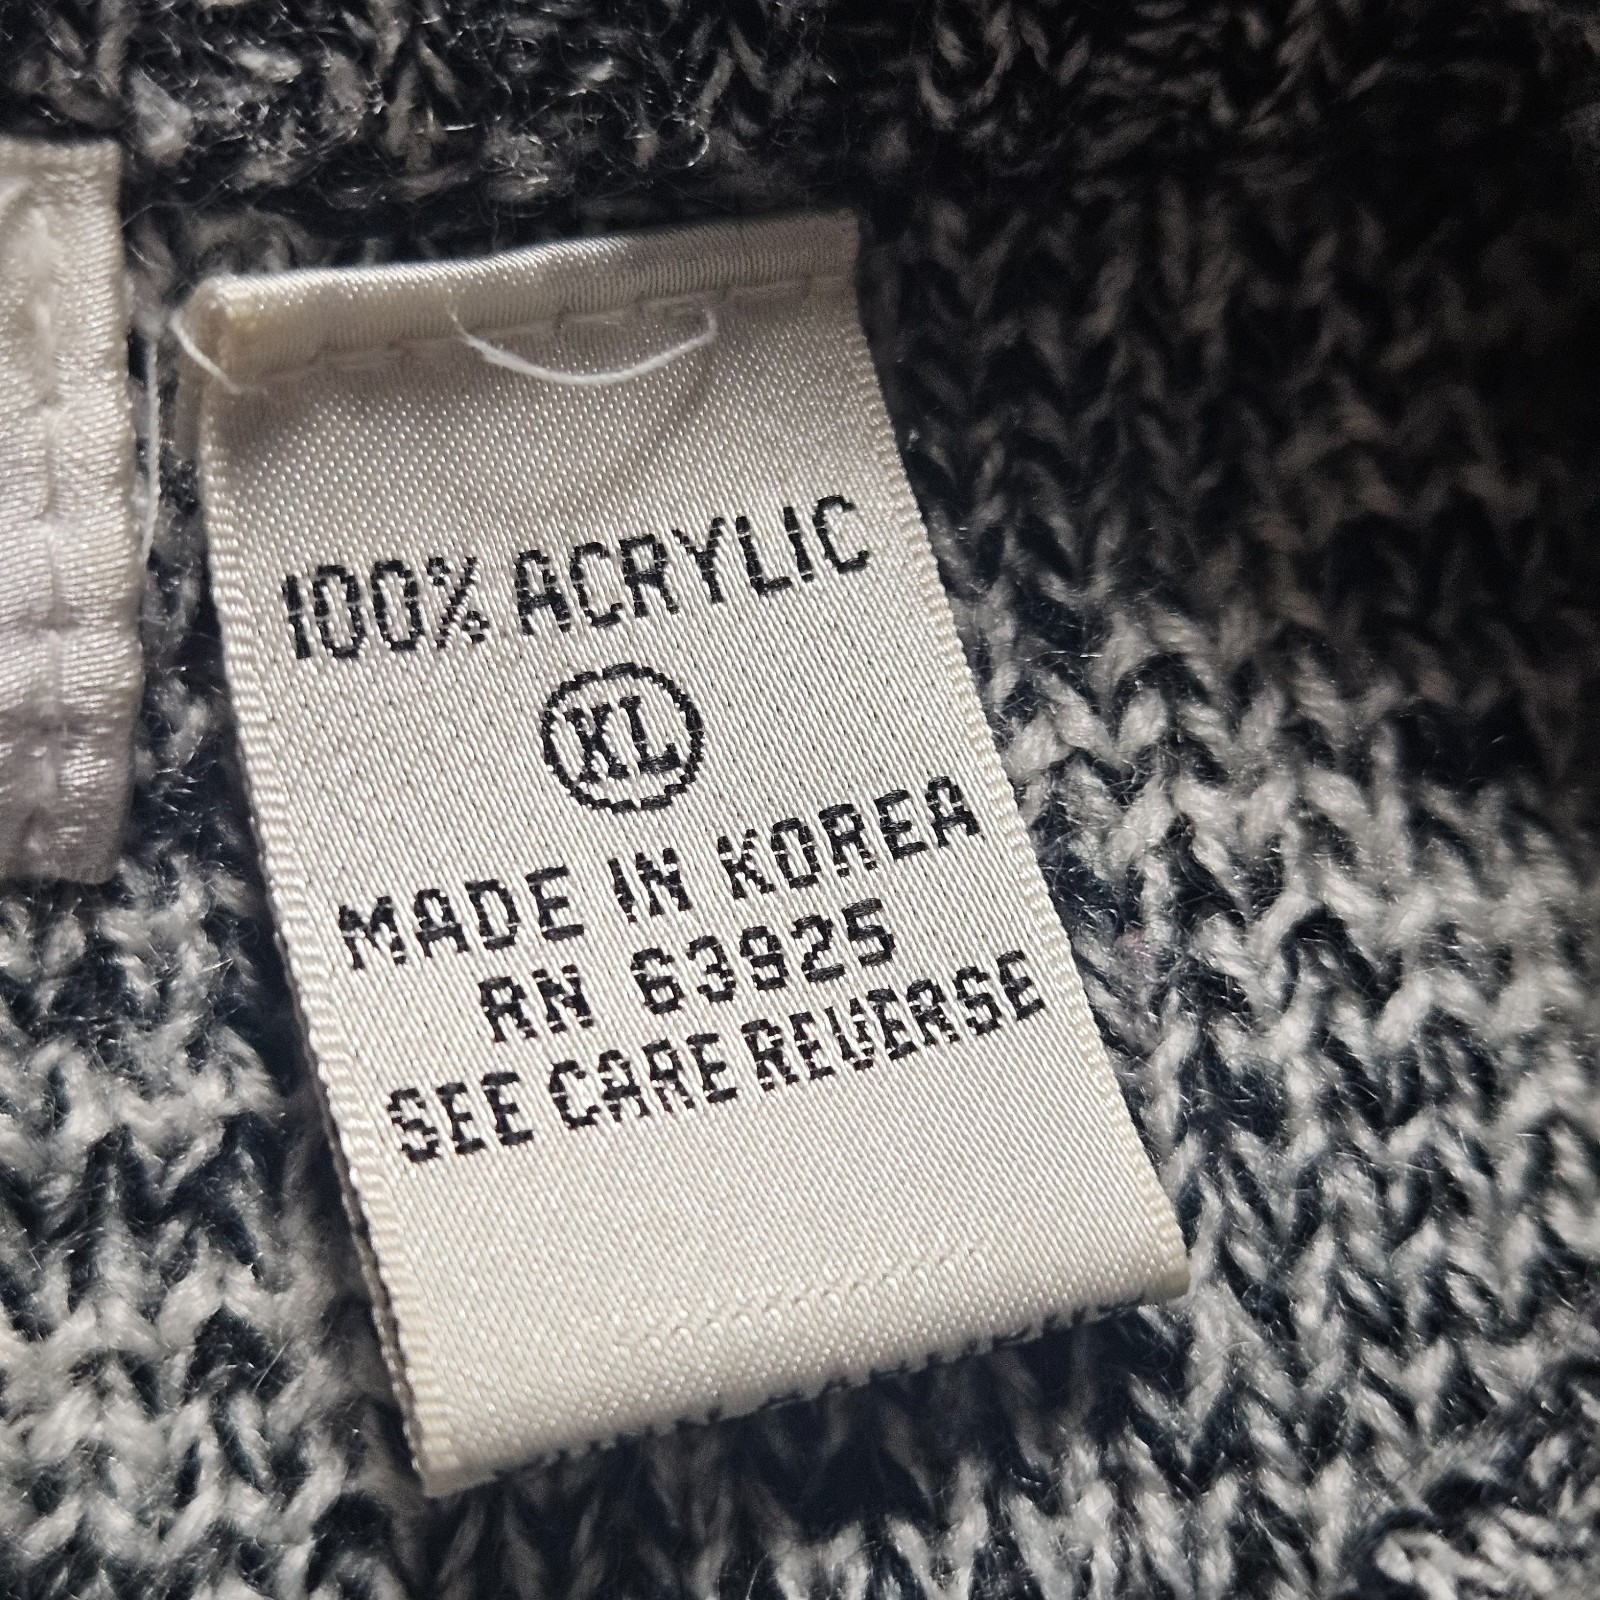 100% ACRYLIC
XL
MADE IN KOREA
RN 63925
SEE CARE REVERSE